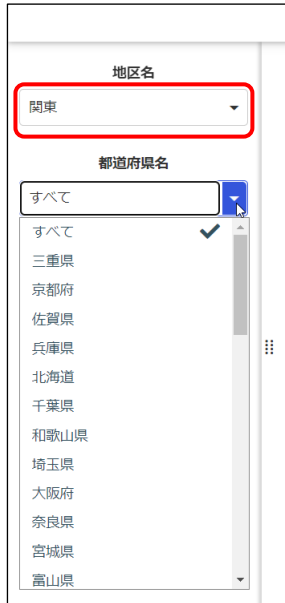 地区名
関東
都道府県名
すべて
すべて
三重県
京都府
佐賀県
兵庫県
北海道
千葉県
和歌山県
埼玉県
大阪府
奈良県
宮城県
富山県